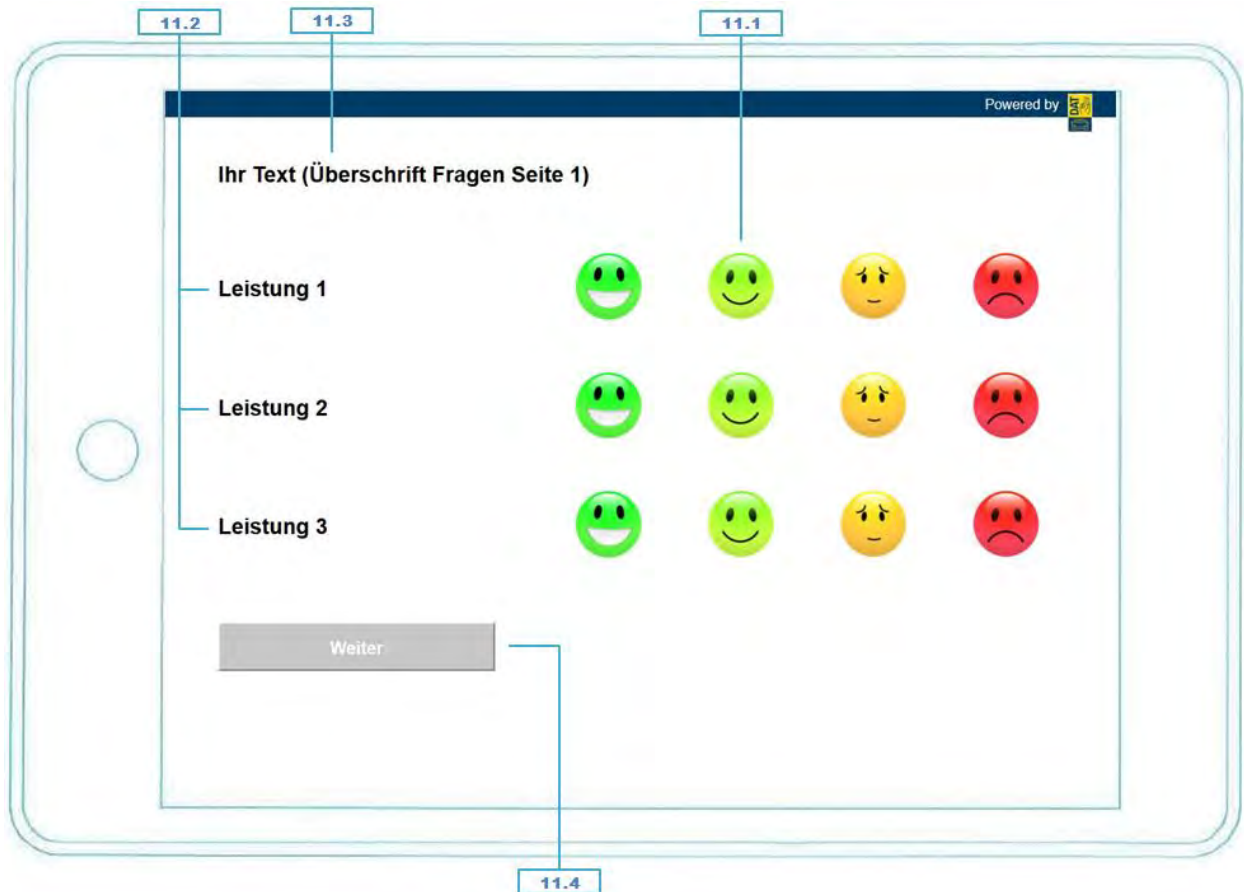 11.2
11.3
11.1
Powered by DAT
Ihr Text (Überschrift Fragen Seite 1)
Leistung 1
Leistung 2
Leistung 3
Weiter
11.4